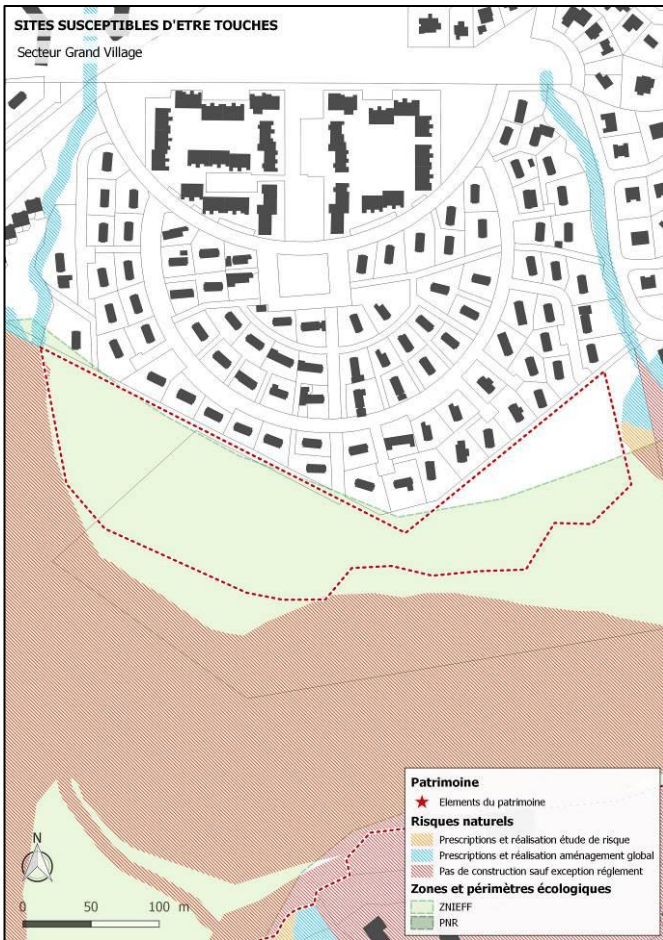 SITES SUSCEPTIBLES D'ETRE TOUCHES
Secteur Grand Village
Patrimoine
Elements du patrimoine
Risques naturels
Prescriptions et réalisation étude de risque
Prescriptions et réalisation aménagement global
Pas de construction sauf exception réglement
Zones et périmètres écologiques
ZNIEFF
PNR
N
0 50 100 m